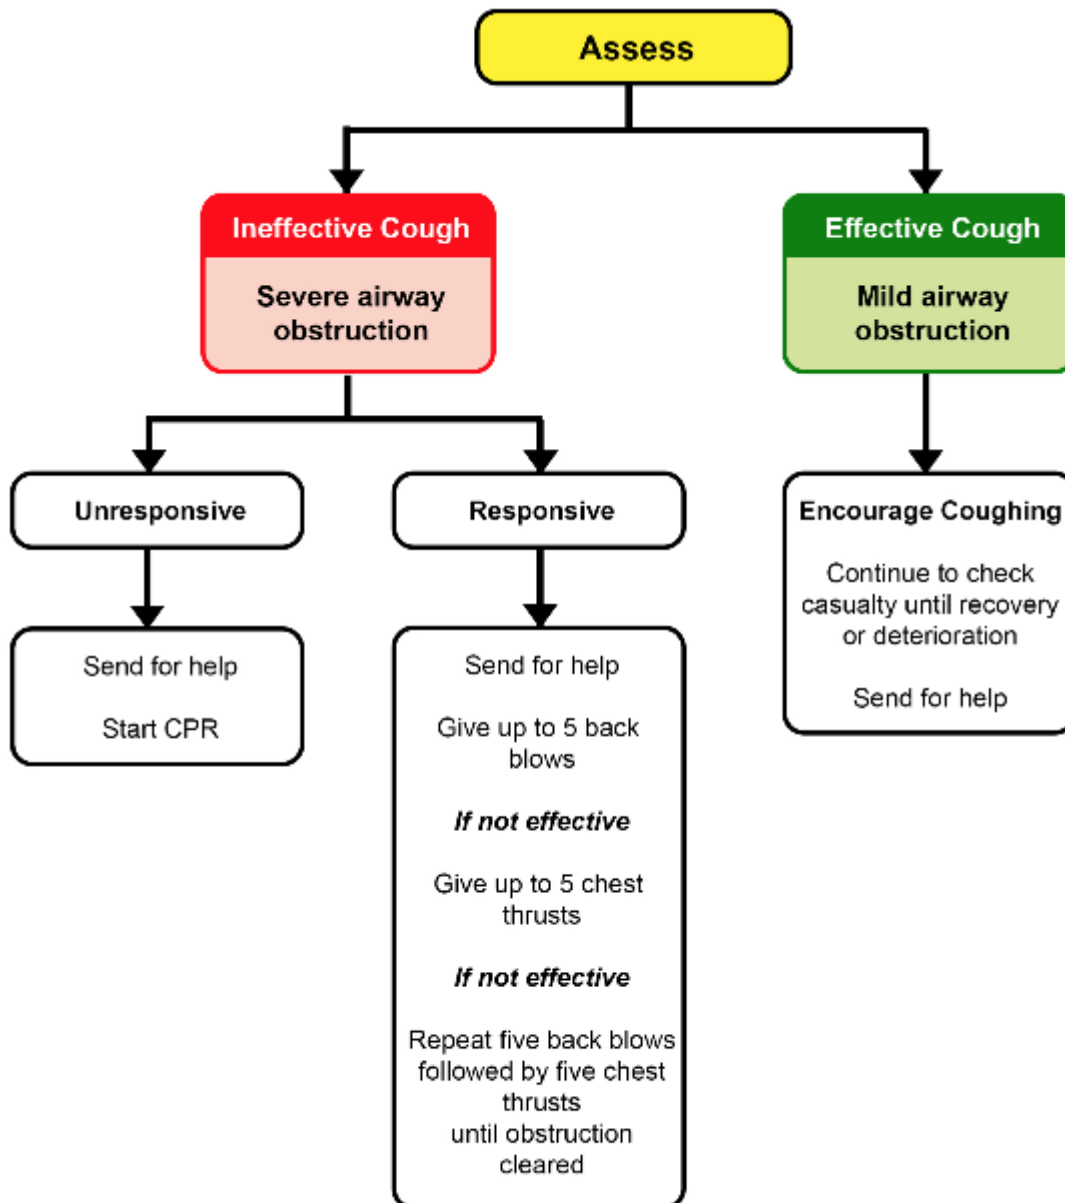 Assess
Ineffective Cough
Severe airway
obstruction
Effective Cough
Mild airway
obstruction
Unresponsive
Send for help
Start CPR
Responsive
Send for help
Give up to 5 back
blows
If not effective
Give up to 5 chest
thrusts
If not effective
Repeat five back blows
followed by five chest
thrusts
until obstruction
cleared
Encourage Coughing
Continue to check
casualty until recovery
or deterioration
Send for help